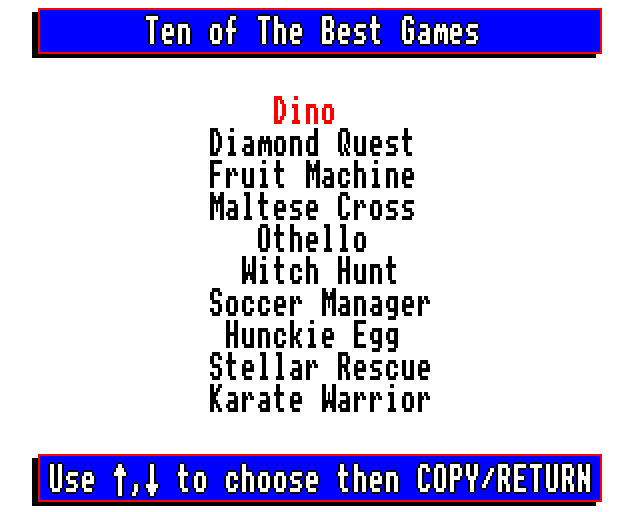 Ten of The Best Games
Dino
Diamond Quest
Fruit Machine
Maltese Cross
Othello
Witch Hunt
Soccer Manager
Hunckie Egg
Stellar Rescue
Karate Warrior
Use ↑,↓ to choose then COPY/RETURN